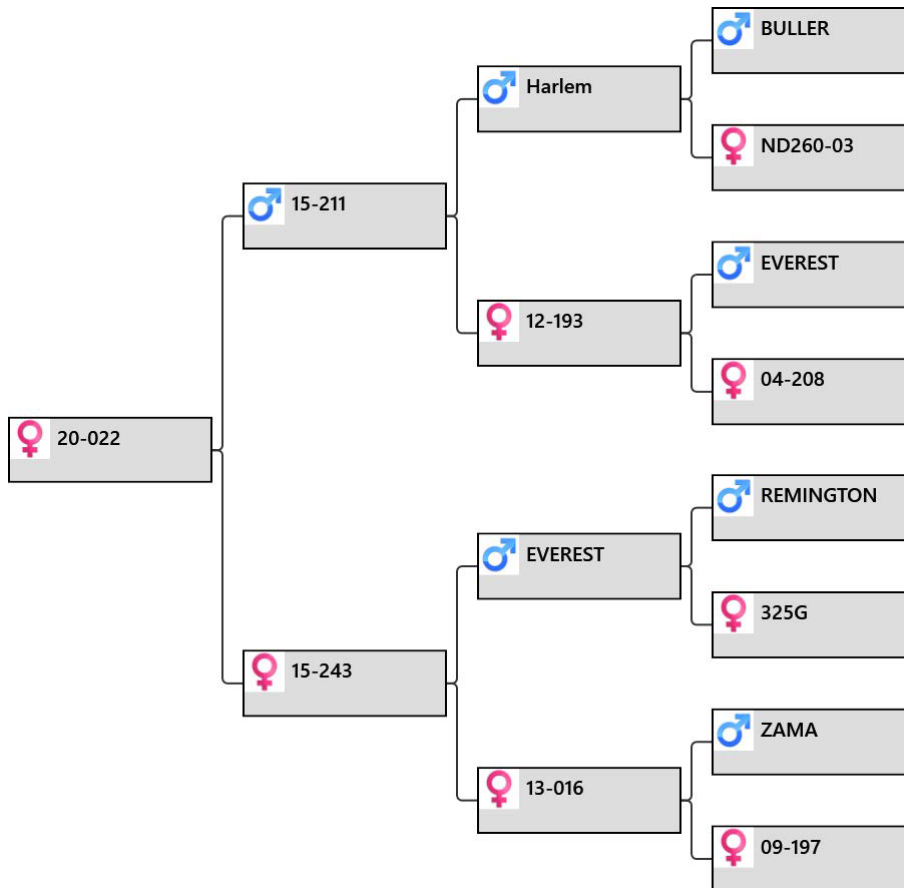 BULLER
Harlem
ND260-03
15-211
EVEREST
12-193
04-208
20-022
REMINGTON
EVEREST
325G
15-243
ZAMA
13-016
09-197